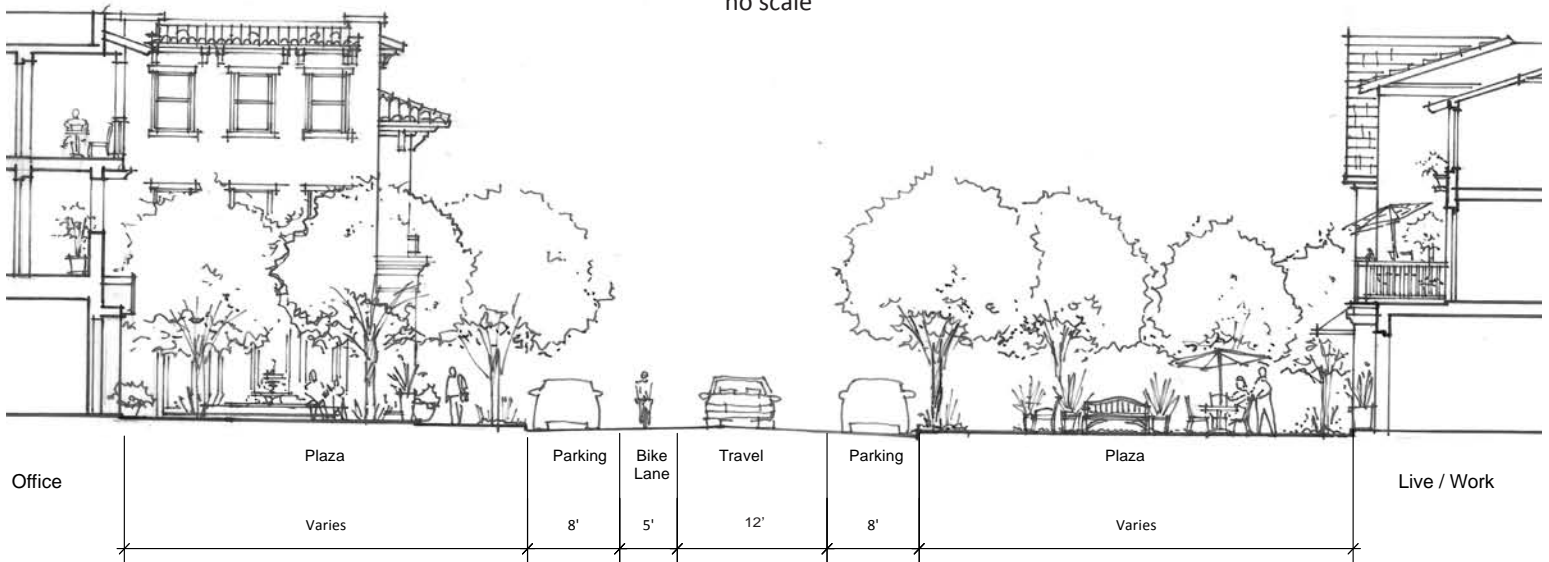 no scale
Plaza
Parking
Bike
Lane
Travel
Parking
Plaza
Office
Live / Work
Varies
8'
5'
12’
8'
Varies